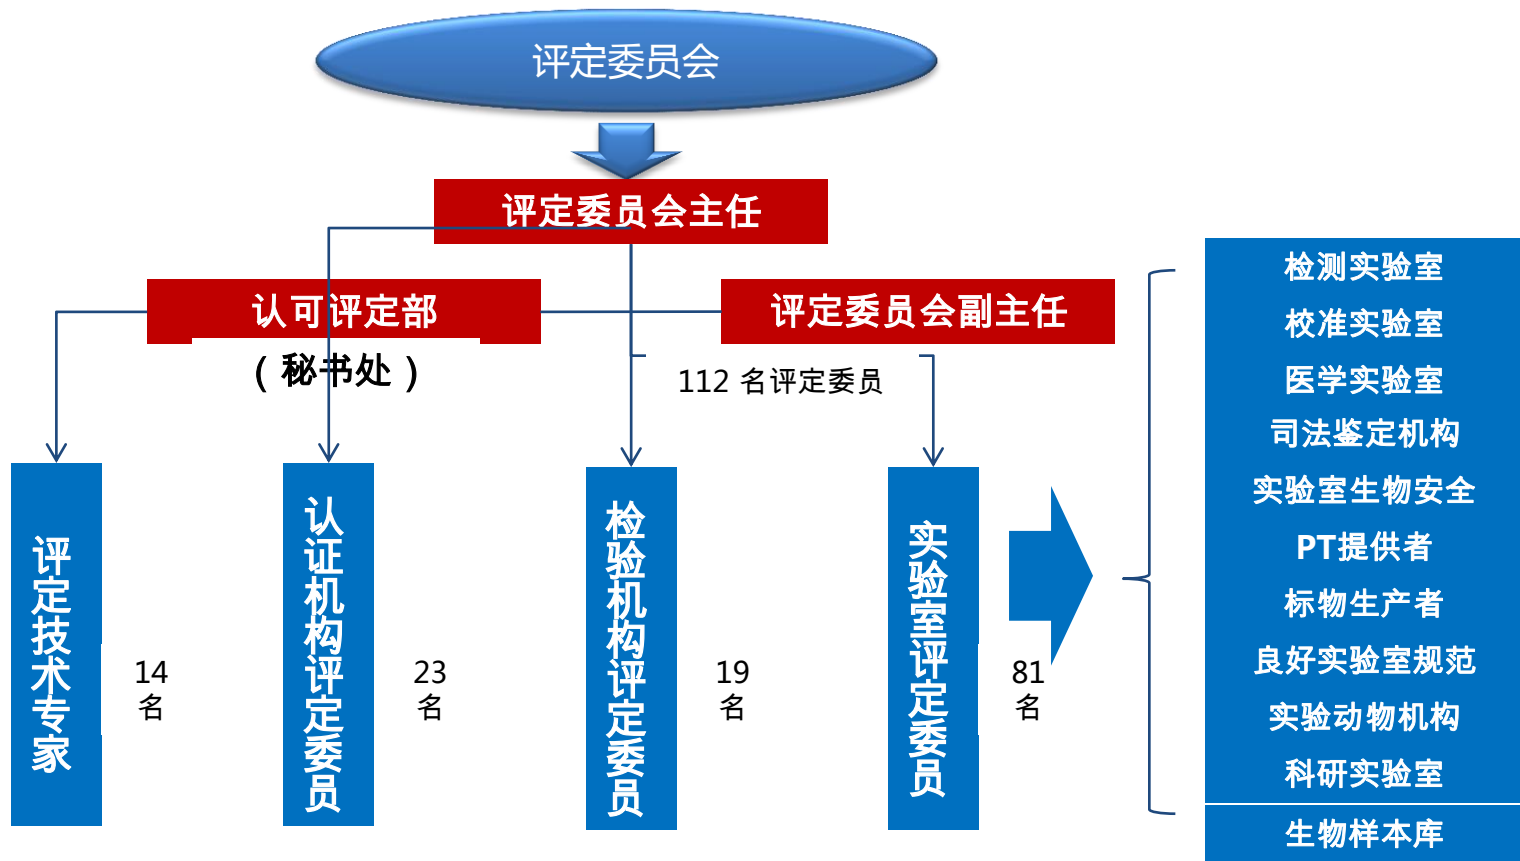 评定委员会
评定委员会主任
认可评定部
（秘书处）
评定委员会副主任
112 名评定委员
评定技术专家
14
名
认证机构评定委员
23
名
检验机构评定委员
19
名
实验室评定委员
81
名
检测实验室
校准实验室
医学实验室
司法鉴定机构
实验室生物安全
PT提供者
标物生产者
良好实验室规范
实验动物机构
科研实验室
生物样本库